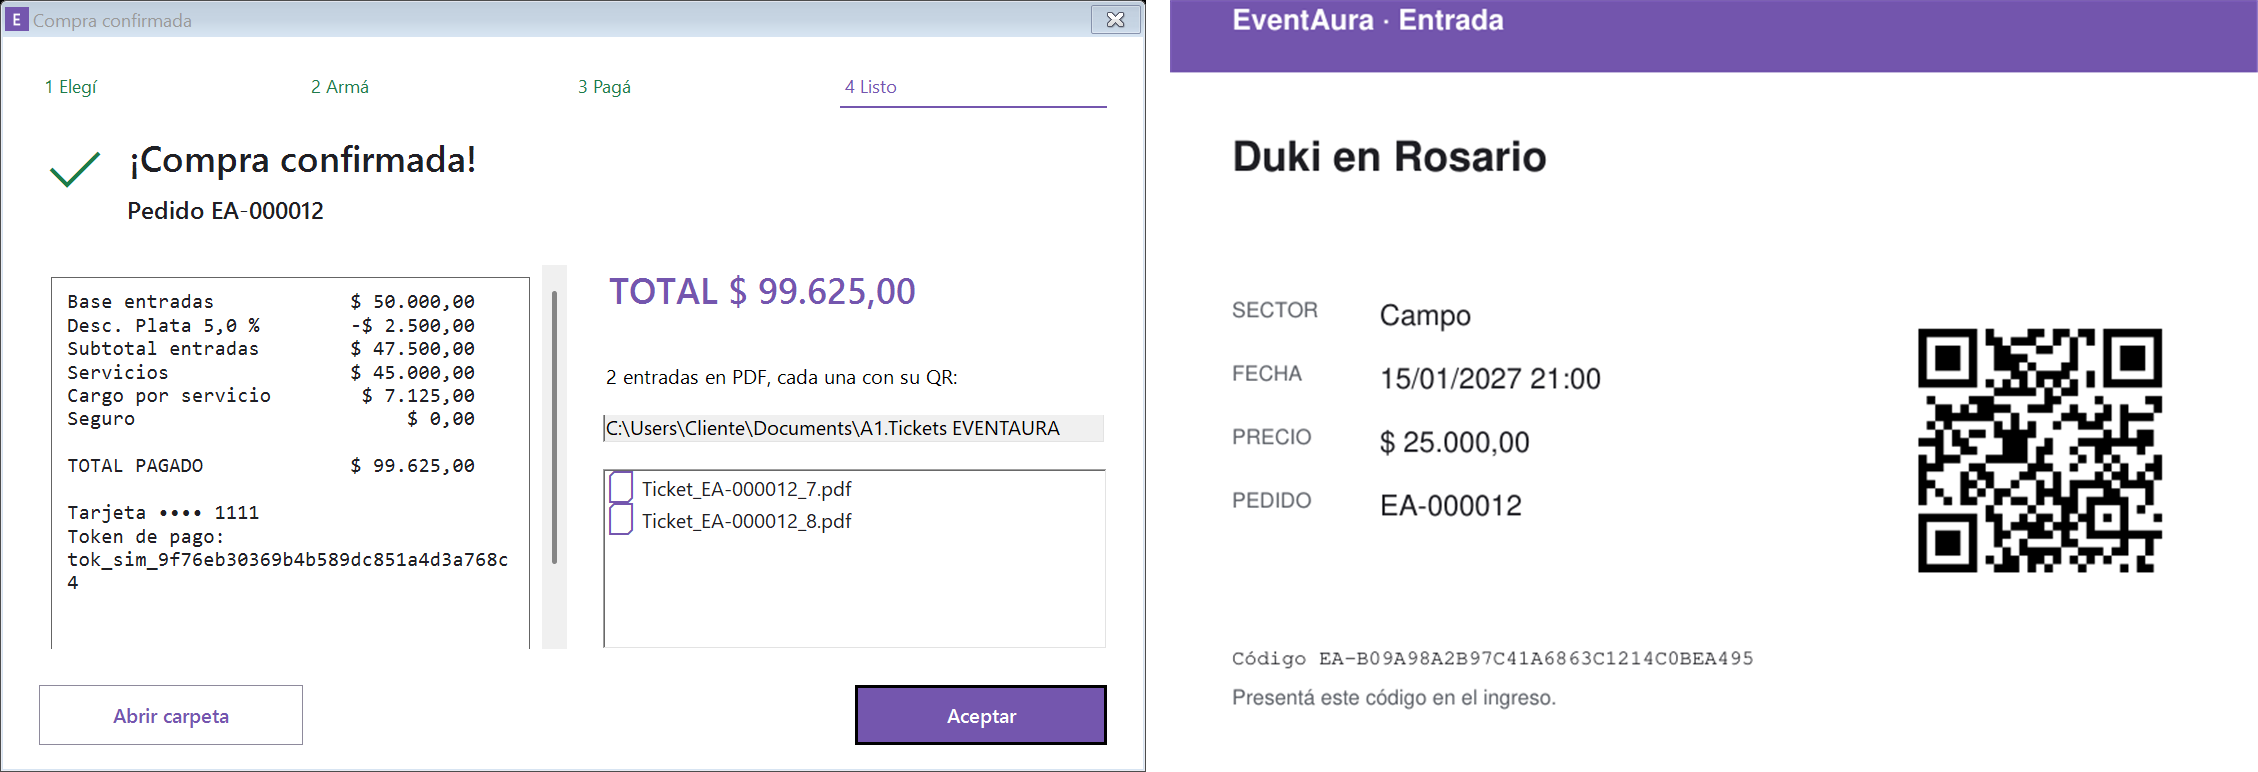 E Compra confirmada
1 Elegí
2 Armá
3 Pagá
4 Listo
¡Compra confirmada!
Pedido EA-000012
Base entradas $ 50.000,00
Desc. Plata 5,0 % -$ 2.500,00
Subtotal entradas $ 47.500,00
Servicios $ 45.000,00
Cargo por servicio $ 7.125,00
Seguro $ 0,00
TOTAL PAGADO $ 99.625,00
Tarjeta •••• 1111
Token de pago:
tok_sim_9f76eb30369b4b589dc851a4d3a768c
4
TOTAL $ 99.625,00
2 entradas en PDF, cada una con su QR:
C:\Users\Cliente\Documents\A1.Tickets EVENTAURA
Ticket_EA-000012_7.pdf
Ticket_EA-000012_8.pdf
Abrir carpeta
Aceptar
EventAura · Entrada
Duki en Rosario
SECTOR Campo
FECHA 15/01/2027 21:00
PRECIO $ 25.000,00
PEDIDO EA-000012
Código EA-B09A98A2B97C41A6863C1214C0BEA495
Presentá este código en el ingreso.